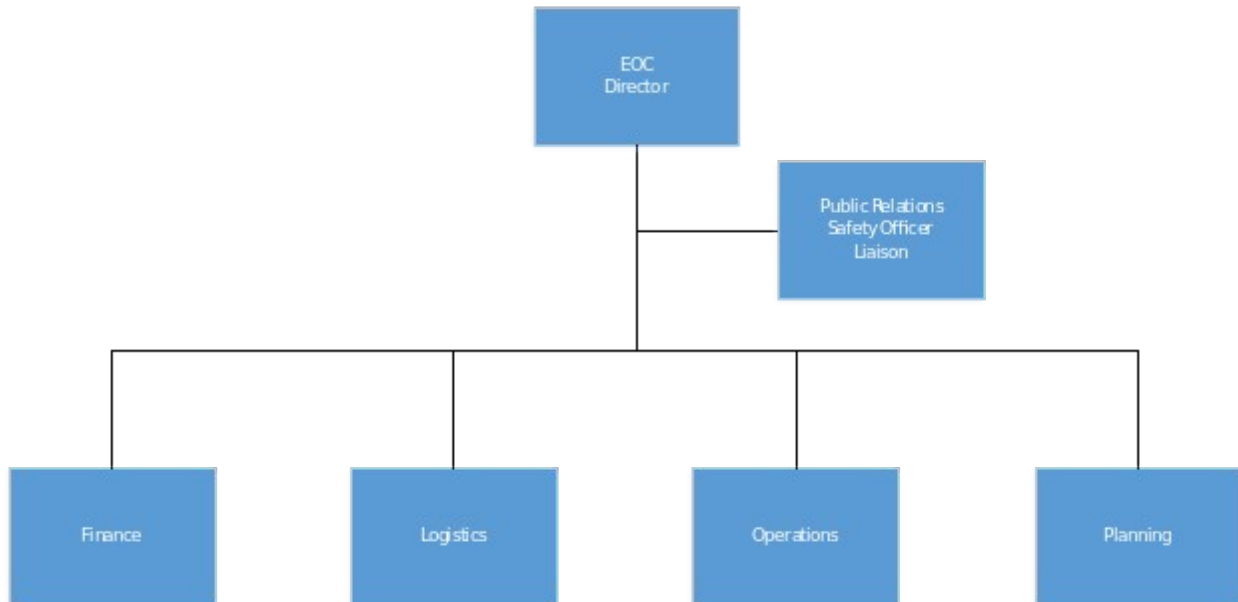 EOC
Director
Public Relations
Safety Officer
Liaison
Finance
Logistics
Operations
Planning